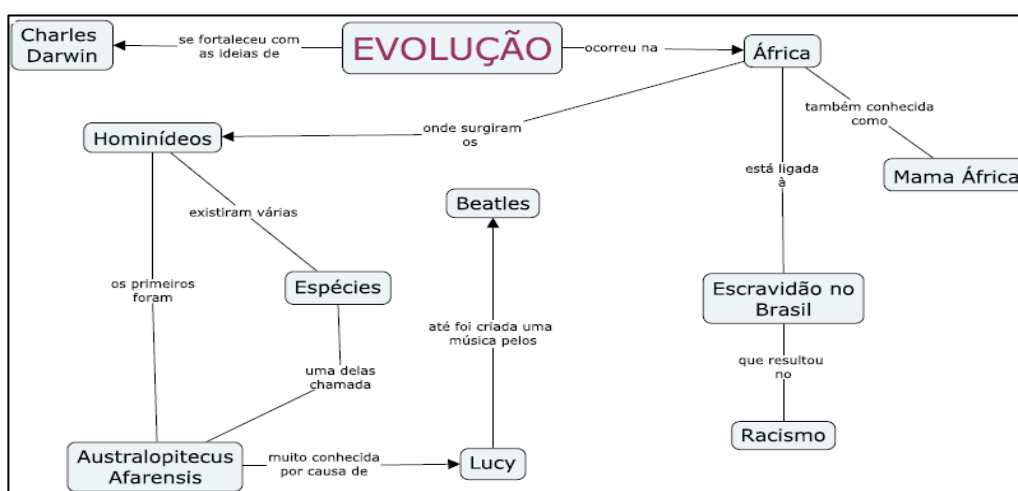 Charles
Darwin
se fortaleceu com
as ideias de
EVOLUÇÃO
ocorreu na
África
também conhecida
como
Mama África
onde surgiram
os
Hominídeos
está ligada
à
existiram várias
Beatles
os primeiros
foram
Espécies
Escravidão no
Brasil
até foi criada uma
música pelos
que resultou
no
uma delas
chamada
Racismo
Australopitecus
Afarensis
muito conhecida
por causa de
Lucy